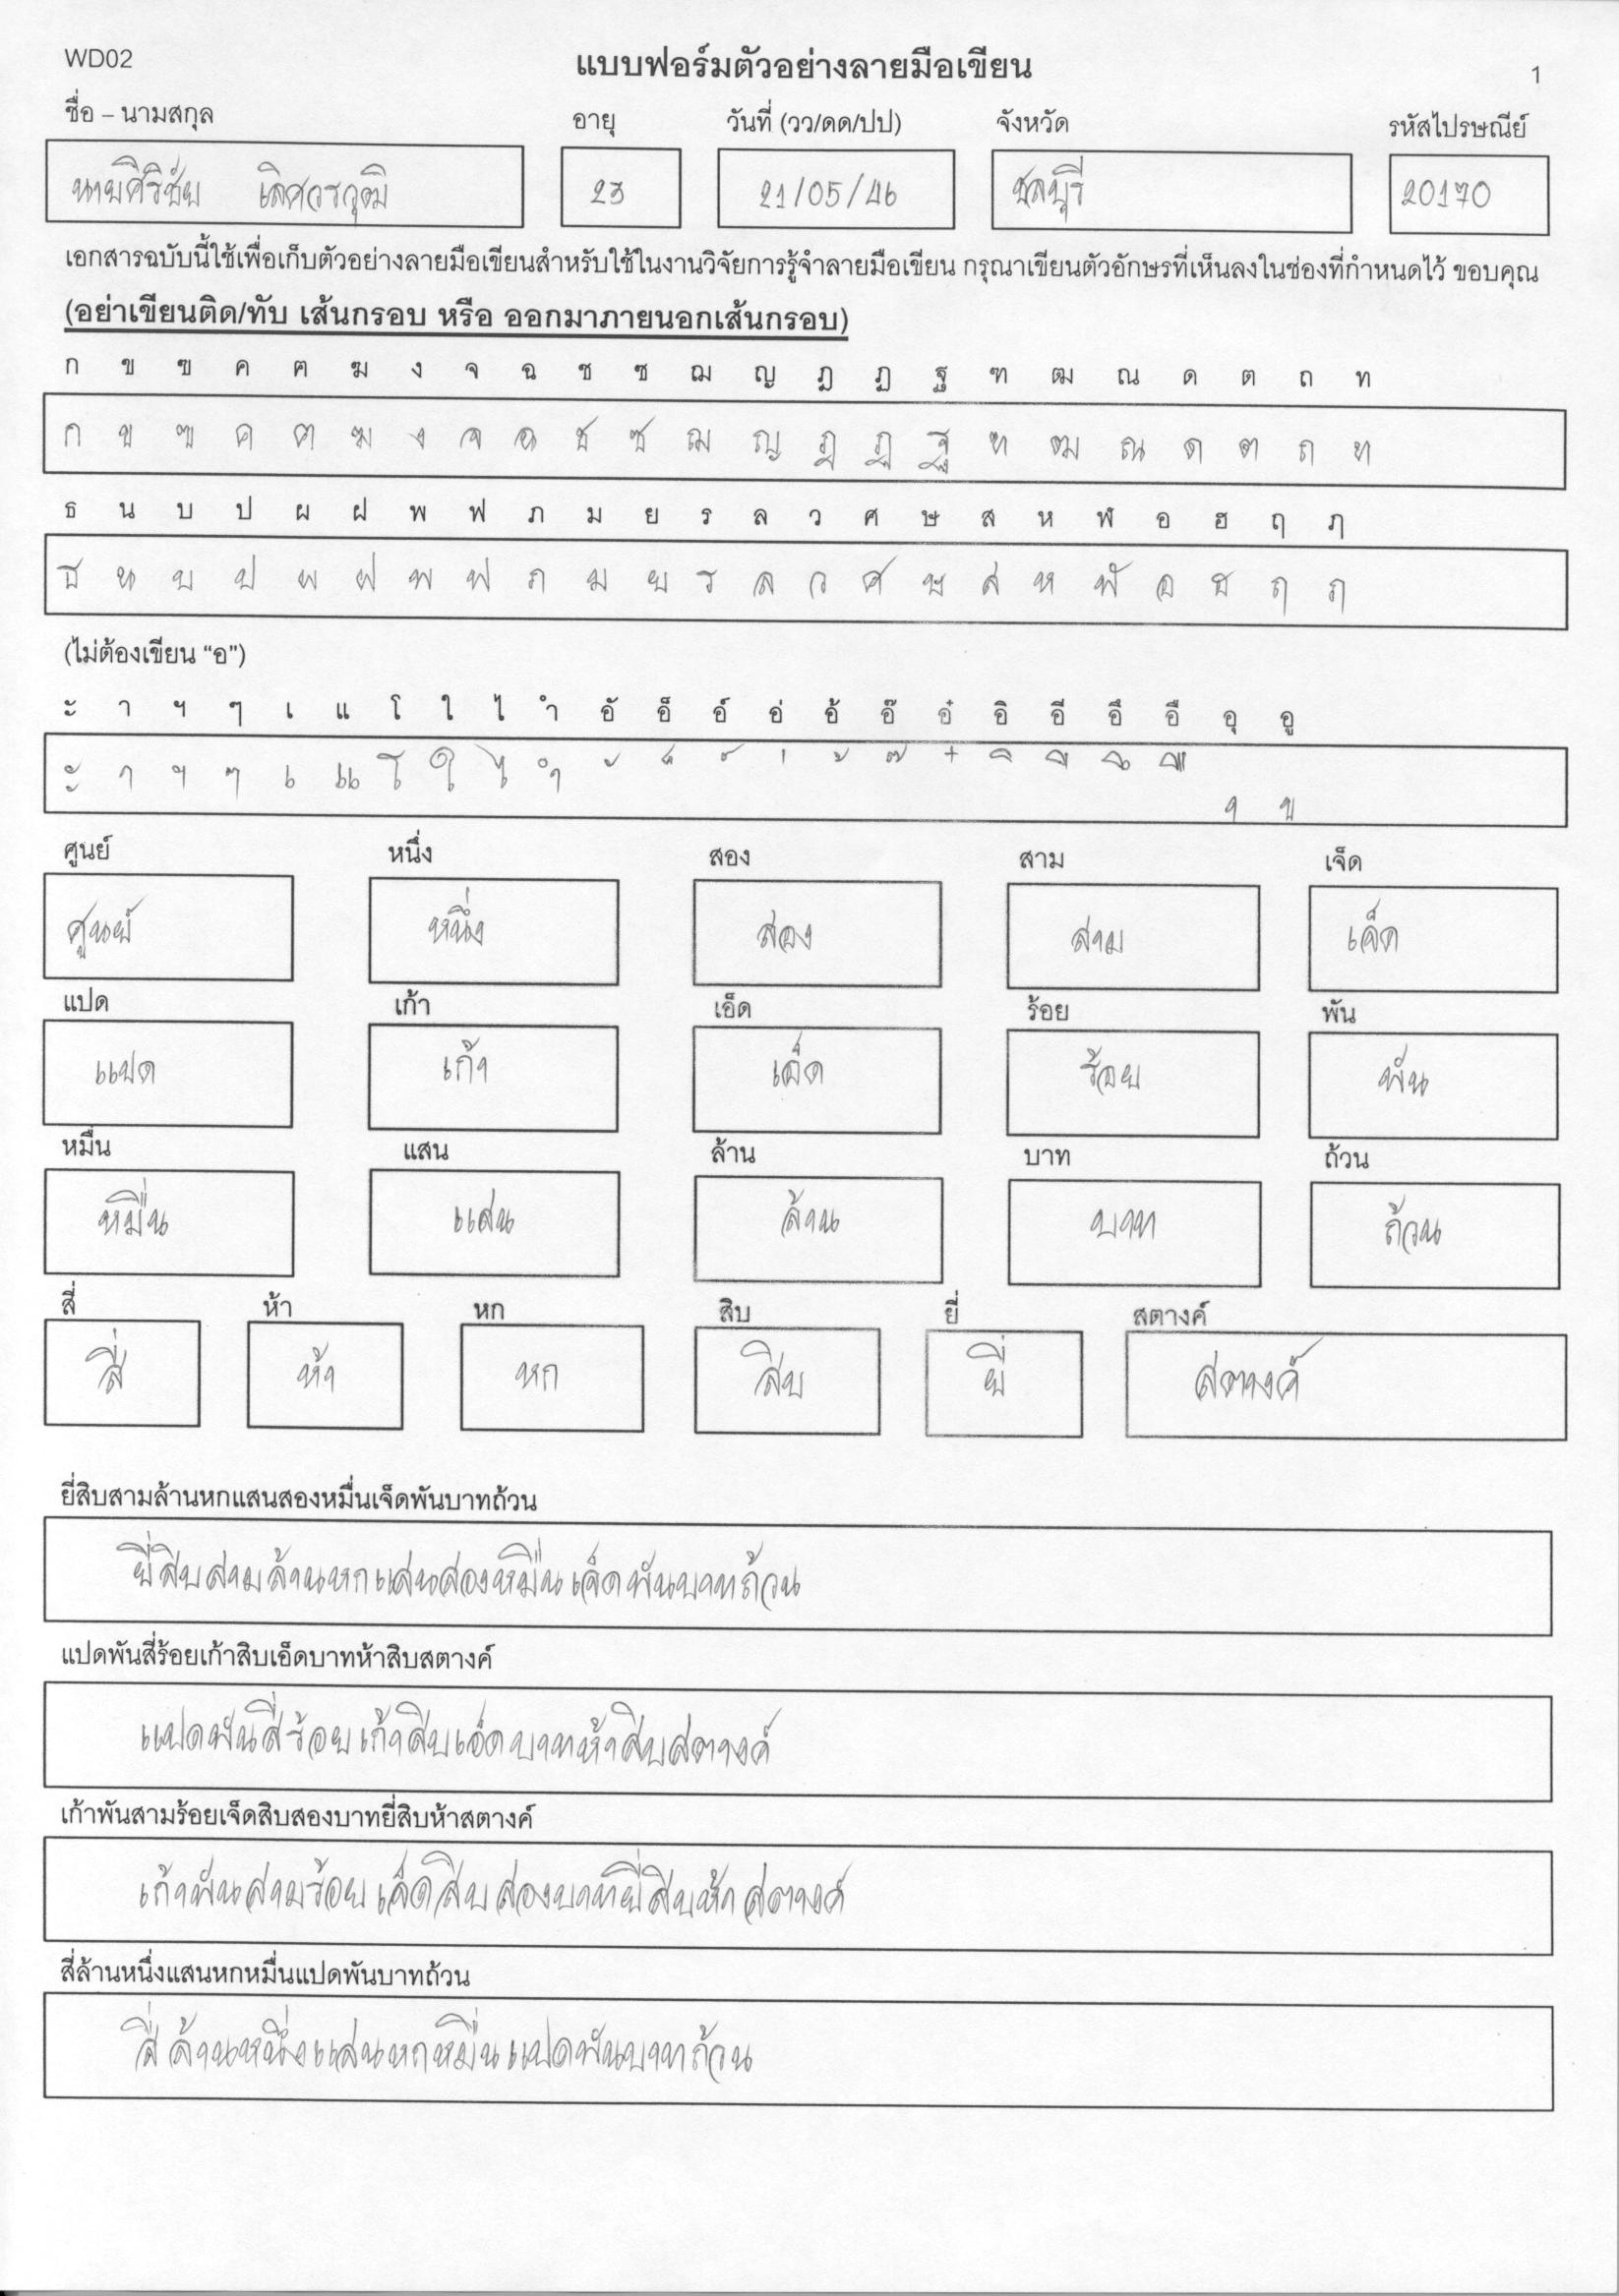 WD02 แบบฟอร์มตัวอย่างลายมือเขียน 1
ชื่อ – นามสกุล อายุ วันที่ (วว/ดด/ปป) จังหวัด รหัสไปรษณีย์
นายศิริชัย เลิศวรวุฒิ 23 21/05/46 ชลบุรี 20170
เอกสารฉบับนี้ใช้เพื่อเก็บตัวอย่างลายมือเขียนสำหรับใช้ในงานวิจัยการรู้จำลายมือเขียน กรุณาเขียนตัวอักษรที่เห็นลงในช่องที่กำหนดไว้ ขอบคุณ
(อย่าเขียนติด/ทับ เส้นกรอบ หรือ ออกมาภายนอกเส้นกรอบ)
ก ข ฃ ค ฅ ฆ ง จ ฉ ช ซ ฌ ญ ฎ ฏ ฐ ฑ ฒ ณ ด ต ถ ท
ก ข ฃ ค ฅ ฆ ง จ ฉ ช ซ ฌ ญ ฎ ฏ ฐ ฑ ฒ ณ ด ต ถ ท
ธ น บ ป ผ ฝ พ ฟ ภ ม ย ร ล ว ศ ษ ส ห ฬ อ ฮ ฤ ฦ
ธ น บ ป ผ ฝ พ ฟ ภ ม ย ร ล ว ศ ษ ส ห ฬ อ ฮ ฤ ฦ
(ไม่ต้องเขียน “อ”)
ะ า ฯ ๆ เ แ โ ใ ไ ำ อั อ็ อ์ อ่ อ้ อ๊ อ๋ อิ อี อึ อื อุ อู
ะ า ฯ ๆ เ แ โ ใ ไ ำ ั ็ ์ ่ ้ ๊ ๋ ิ ี ึ ื ุ ู
ศูนย์ หนึ่ง สอง สาม เจ็ด
ศูนย์ หนึ่ง สอง สาม เจ็ด
แปด เก้า เอ็ด ร้อย พัน
แปด เก้า เอ็ด ร้อย พัน
หมื่น แสน ล้าน บาท ถ้วน
หมื่น แสน ล้าน บาท ถ้วน
สี่ ห้า หก สิบ ยี่ สตางค์
สี่ ห้า หก สิบ ยี่ สตางค์
ยี่สิบสามล้านหกแสนสองหมื่นเจ็ดพันบาทถ้วน
ยี่สิบสามล้านหกแสนสองหมื่นเจ็ดพันบาทถ้วน
แปดพันสี่ร้อยเก้าสิบเอ็ดบาทห้าสิบสตางค์
แปดพันสี่ร้อยเก้าสิบเอ็ดบาทห้าสิบสตางค์
เก้าพันสามร้อยเจ็ดสิบสองบาทยี่สิบห้าสตางค์
เก้าพันสามร้อยเจ็ดสิบสองบาทยี่สิบห้าสตางค์
สี่ล้านหนึ่งแสนหกหมื่นแปดพันบาทถ้วน
สี่ล้านหนึ่งแสนหกหมื่นแปดพันบาทถ้วน